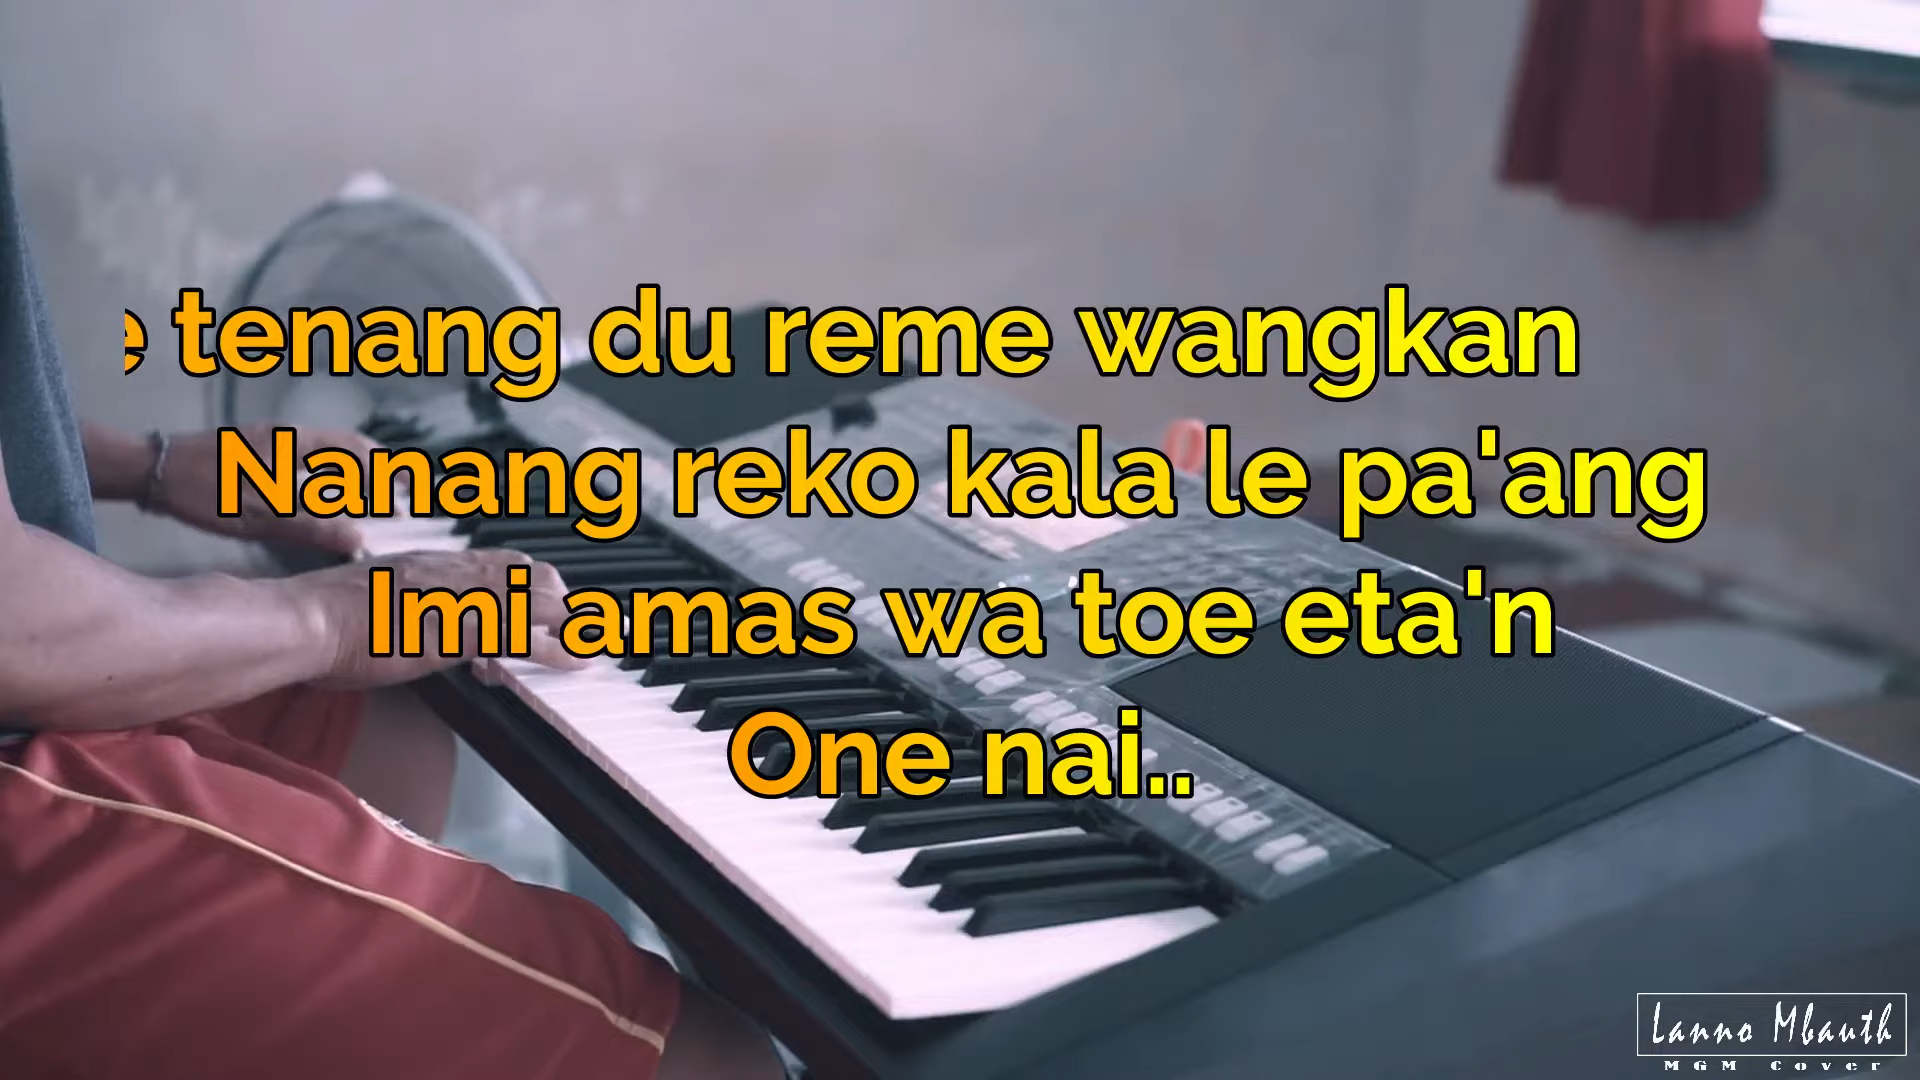 tenang du reme wangkan
Nanang reko kala le pa'ang
Imi amas wa toe eta'n
One nai..
Lanno Mbauth
MGM Cover